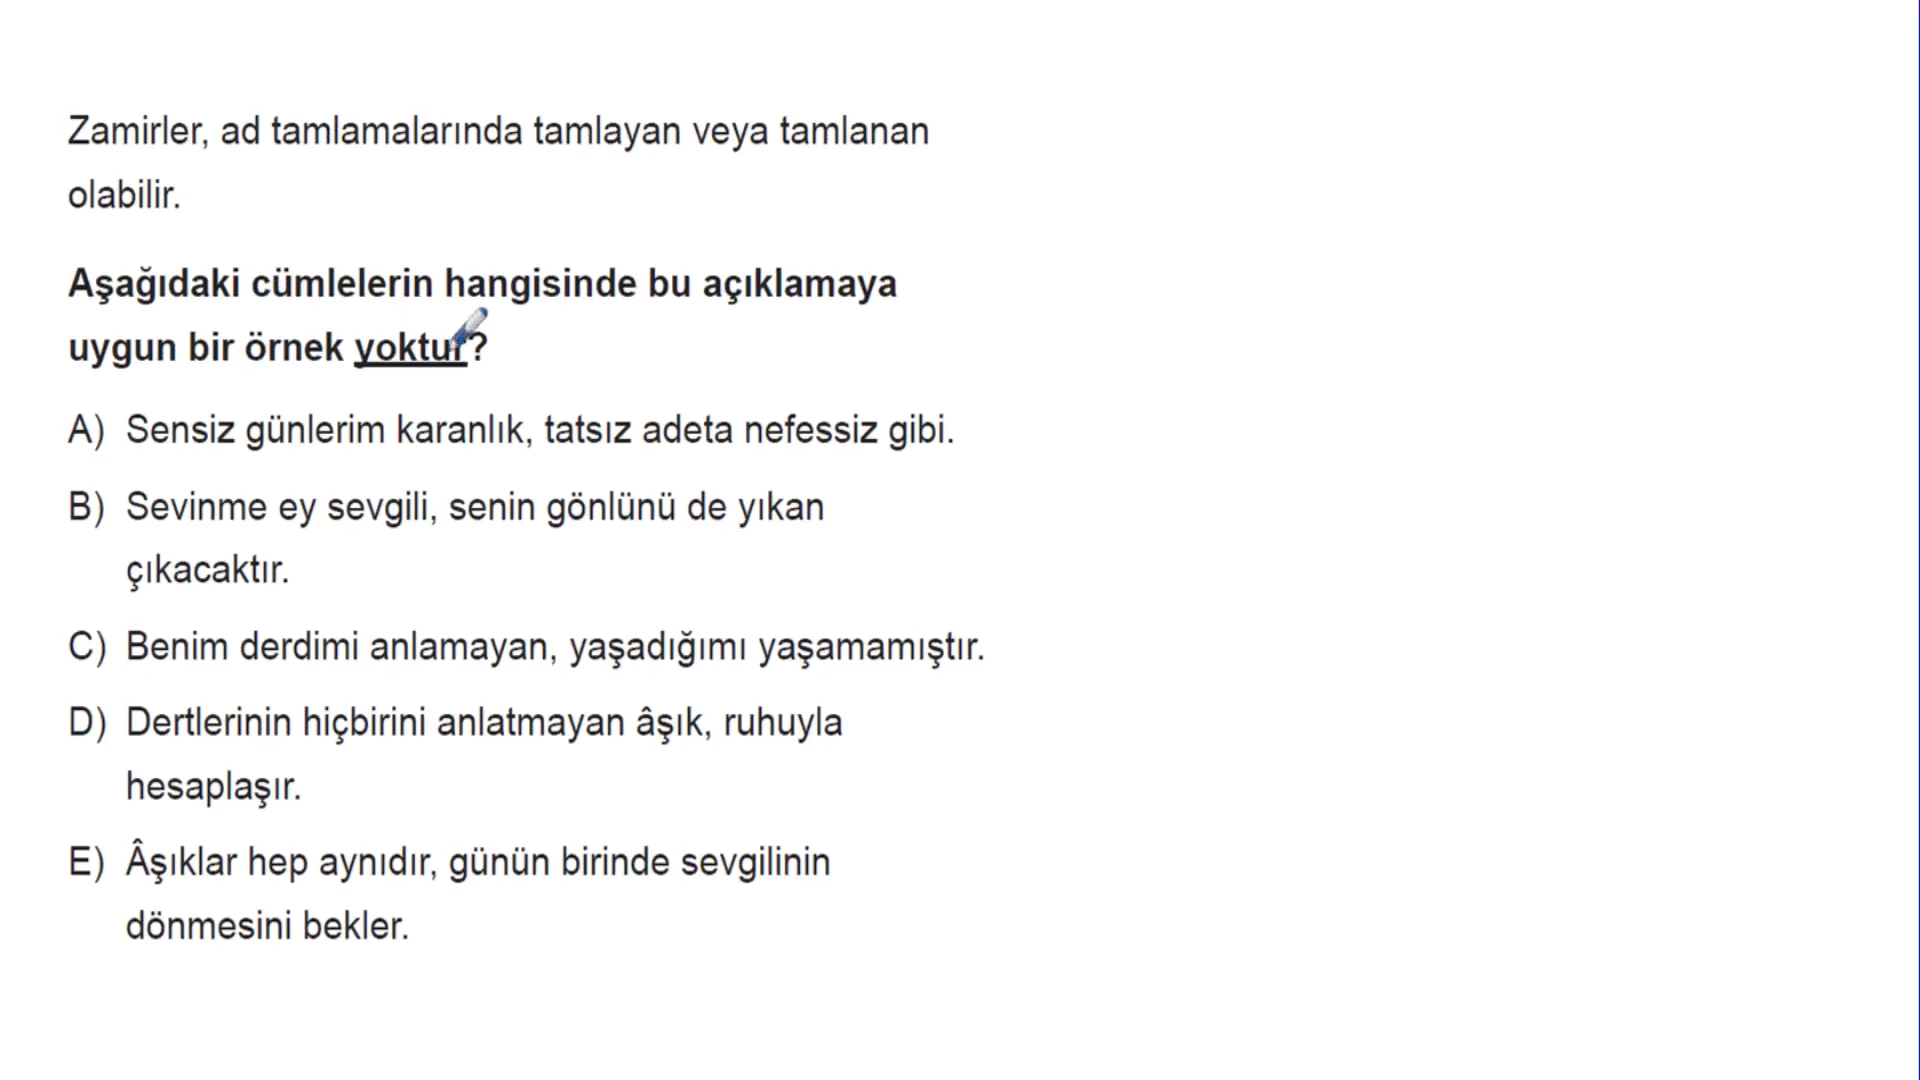 Zamirler, ad tamlamalarında tamlayan veya tamlanan
olabilir.
Aşağıdaki cümlelerin hangisinde bu açıklamaya
uygun bir örnek yoktur?
A) Sensiz günlerim karanlık, tatsız adeta nefessiz gibi.
B) Sevinme ey sevgili, senin gönlünü de yıkan
çıkacaktır.
C) Benim derdimi anlamayan, yaşadığımı yaşamamıştır.
D) Dertlerinin hiçbirini anlatmayan âşık, ruhuyla
hesaplaşır.
E) Âşıklar hep aynıdır, günün birinde sevgilinin
dönmesini bekler.